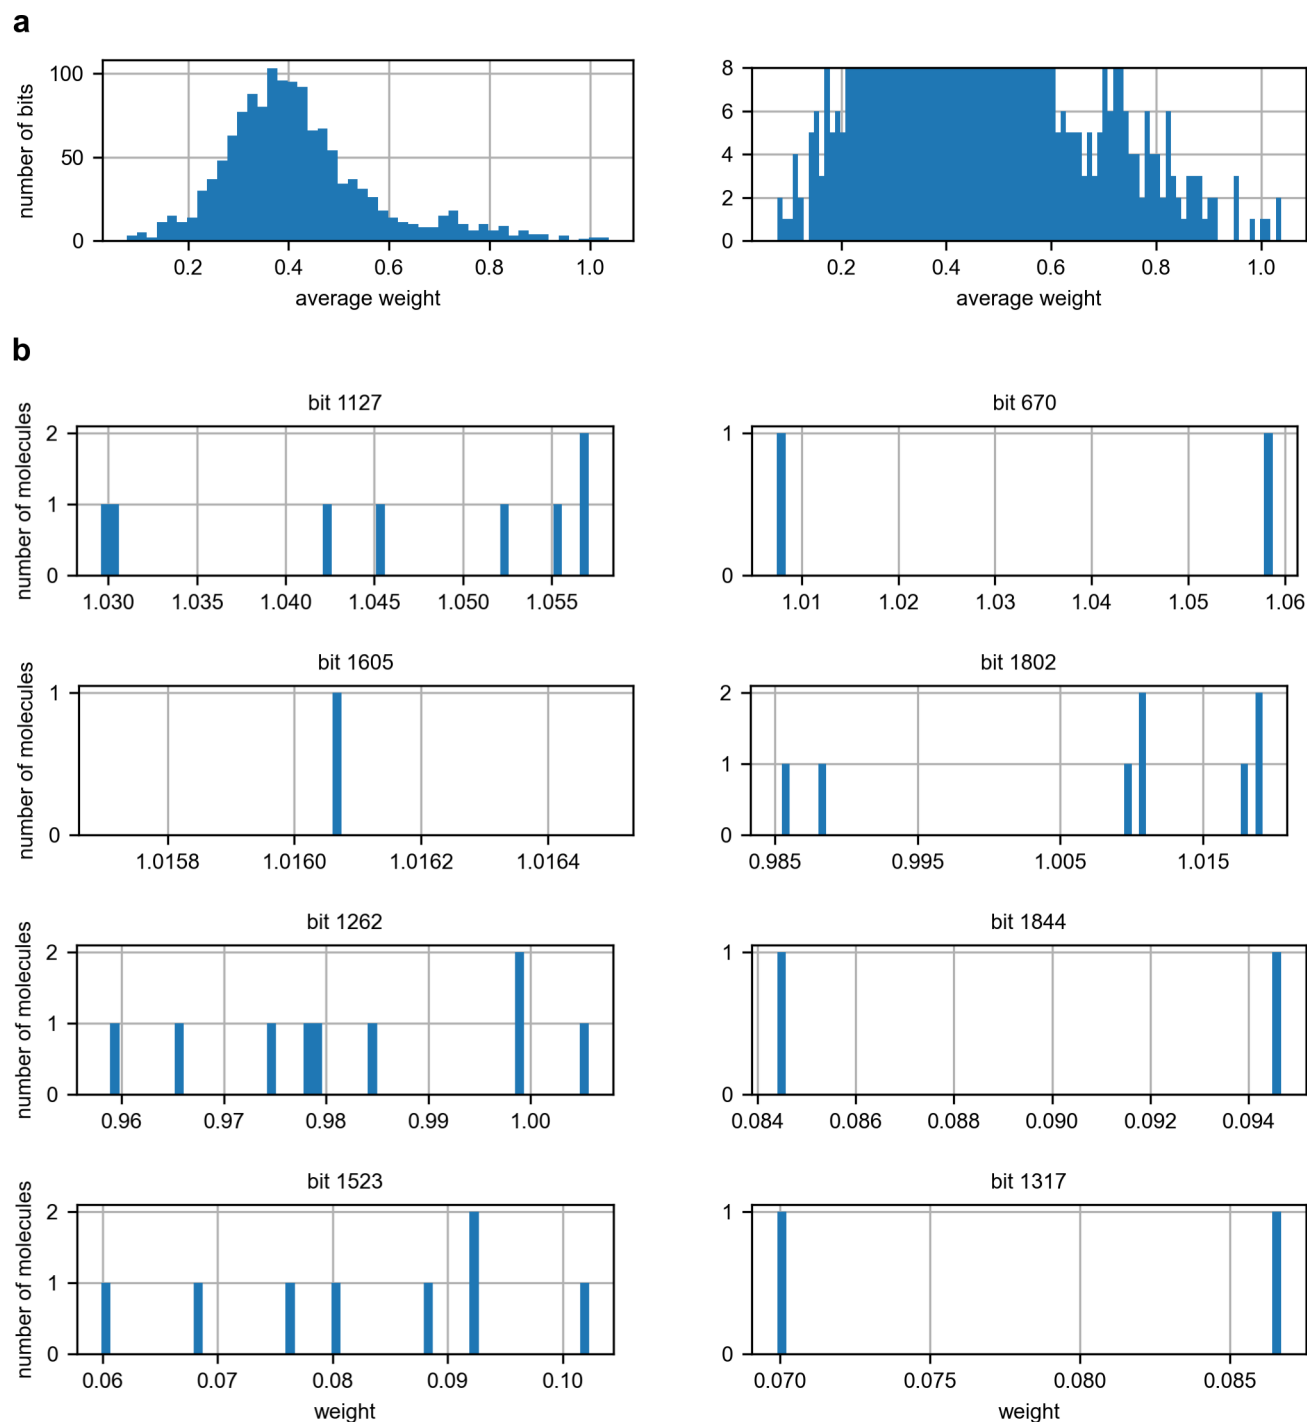 a
number of bits
100
50
0
0.2 0.4 0.6 0.8 1.0
average weight
8
6
4
2
0
0.2 0.4 0.6 0.8 1.0
average weight
b
bit 1127
number of molecules
2
1
0
1.030 1.035 1.040 1.045 1.050 1.055
bit 670
1
0
1.01 1.02 1.03 1.04 1.05 1.06
bit 1605
number of molecules
1
0
1.0158 1.0160 1.0162 1.0164
bit 1802
2
1
0
0.985 0.995 1.005 1.015
bit 1262
number of molecules
2
1
0
0.96 0.97 0.98 0.99 1.00
bit 1844
1
0
0.084 0.086 0.088 0.090 0.092 0.094
bit 1523
number of molecules
2
1
0
0.06 0.07 0.08 0.09 0.10
weight
bit 1317
1
0
0.070 0.075 0.080 0.085
weight